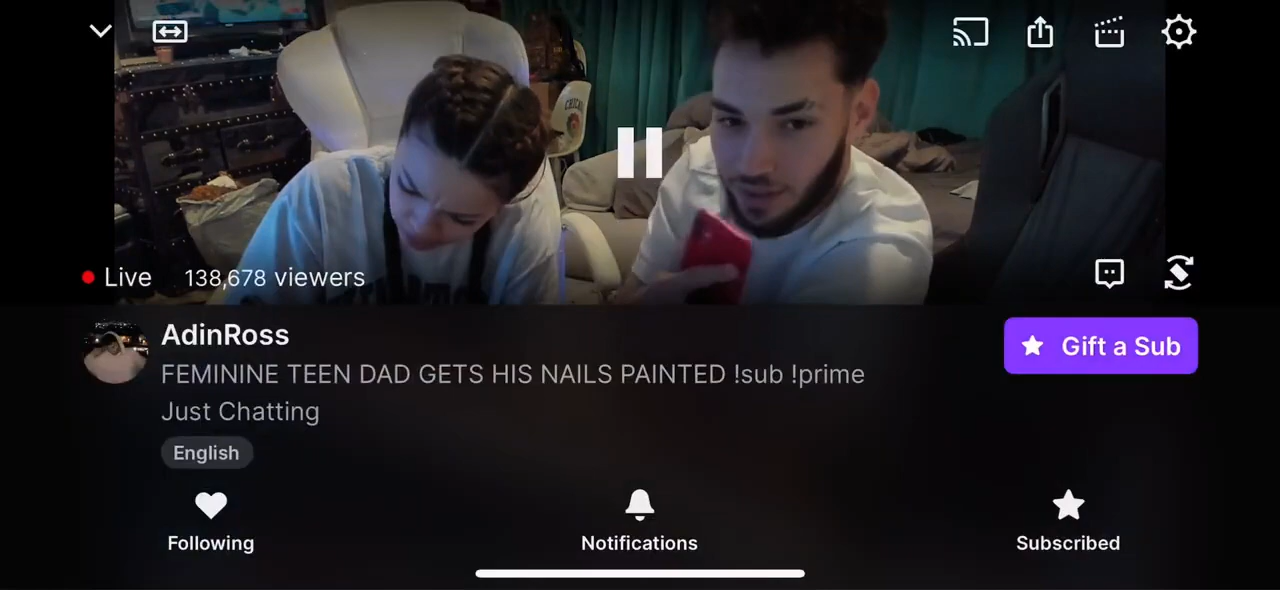 CHICAGO
Live 138,678 viewers
AdinRoss
Gift a Sub
FEMININE TEEN DAD GETS HIS NAILS PAINTED !sub !prime
Just Chatting
English
Following
Notifications
Subscribed